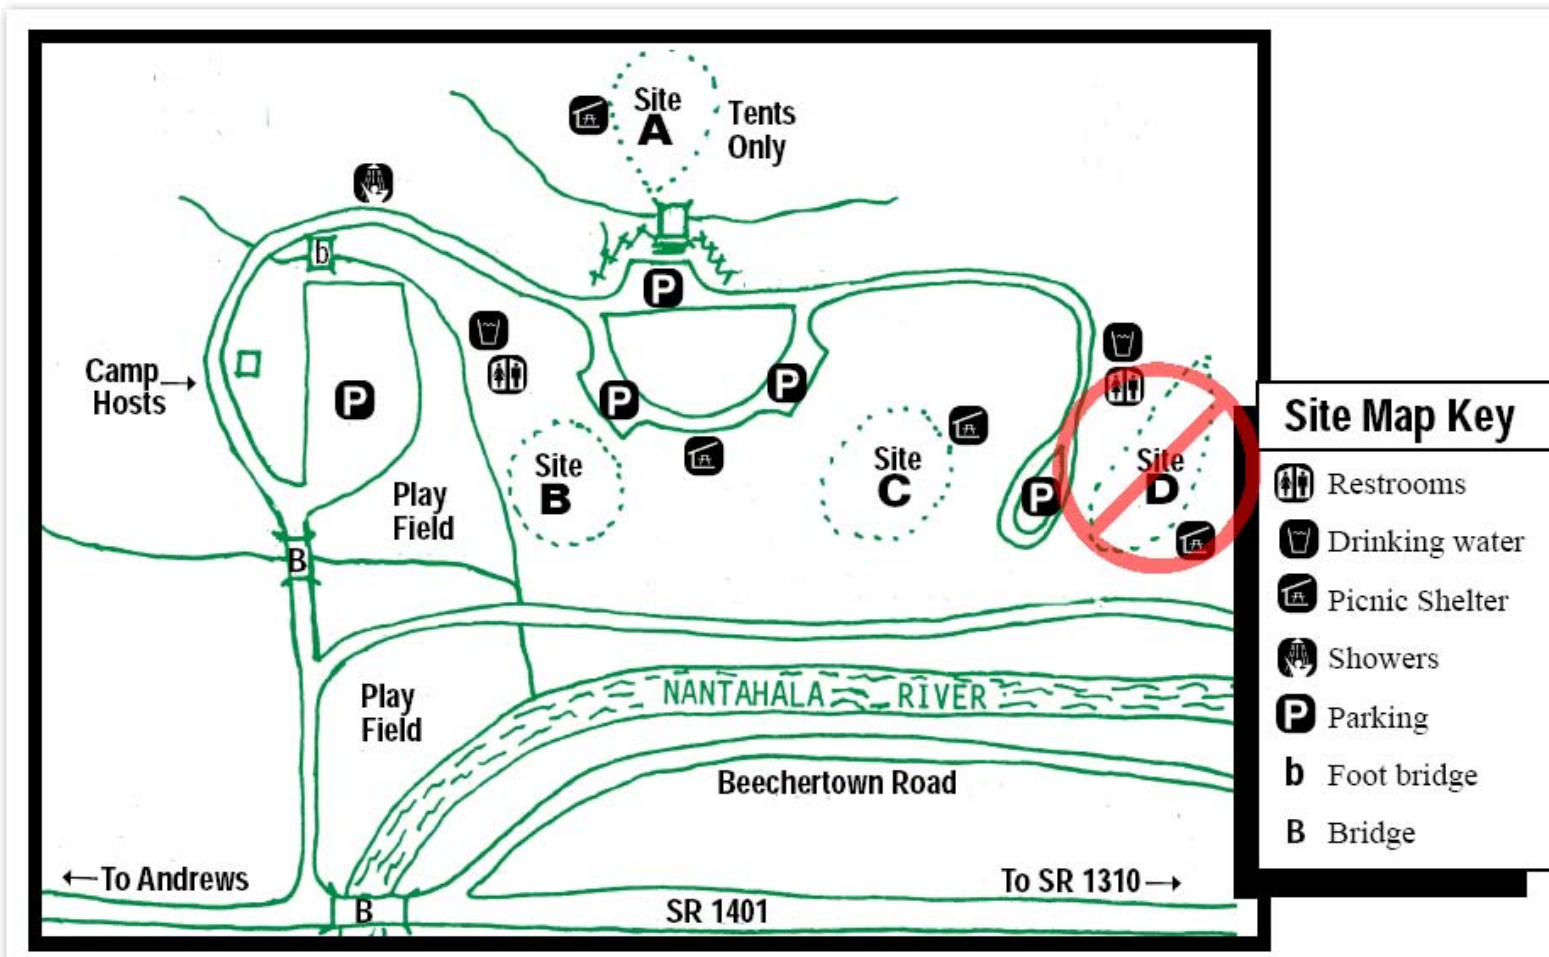 Site
A
Tents
Only
b
P
Camp
Hosts
P
P
P
Site
B
Site
C
P
Site
D
Play
Field
B
Play
Field
NANTAHALA RIVER
Beechertown Road
To Andrews
To SR 1310
B
SR 1401
Site Map Key
Restrooms
Drinking water
Picnic Shelter
Showers
P Parking
b Foot bridge
B Bridge